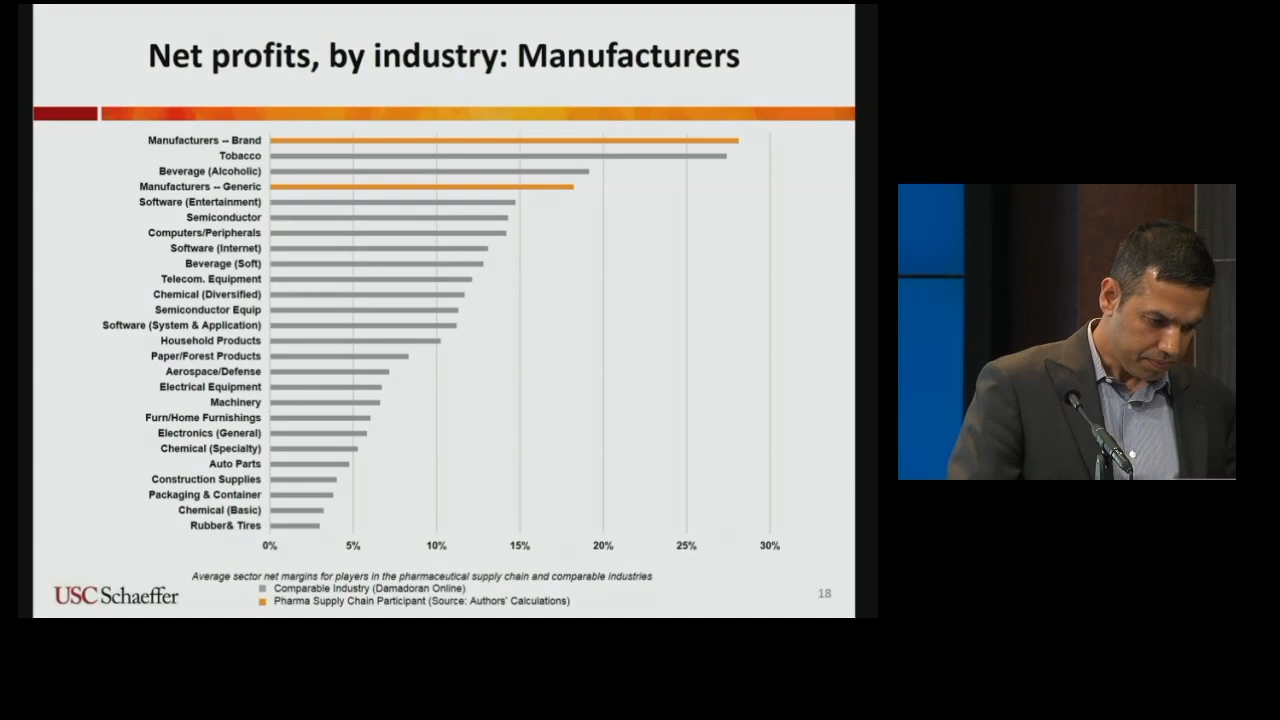 Net profits, by industry: Manufacturers
Manufacturers -- Brand
Tobacco
Beverage (Alcoholic)
Manufacturers -- Generic
Software (Entertainment)
Semiconductor
Computers/Peripherals
Software (Internet)
Beverage (Soft)
Telecom. Equipment
Chemical (Diversified)
Semiconductor Equip
Software (System & Application)
Household Products
Paper/Forest Products
Aerospace/Defense
Electrical Equipment
Machinery
Furn/Home Furnishings
Electronics (General)
Chemical (Specialty)
Auto Parts
Construction Supplies
Packaging & Container
Chemical (Basic)
Rubber& Tires
0% 5% 10% 15% 20% 25% 30%
Average sector net margins for players in the pharmaceutical supply chain and comparable industries
Comparable Industry (Damadoran Online)
Pharma Supply Chain Participant (Source: Authors' Calculations)
USC Schaeffer
18